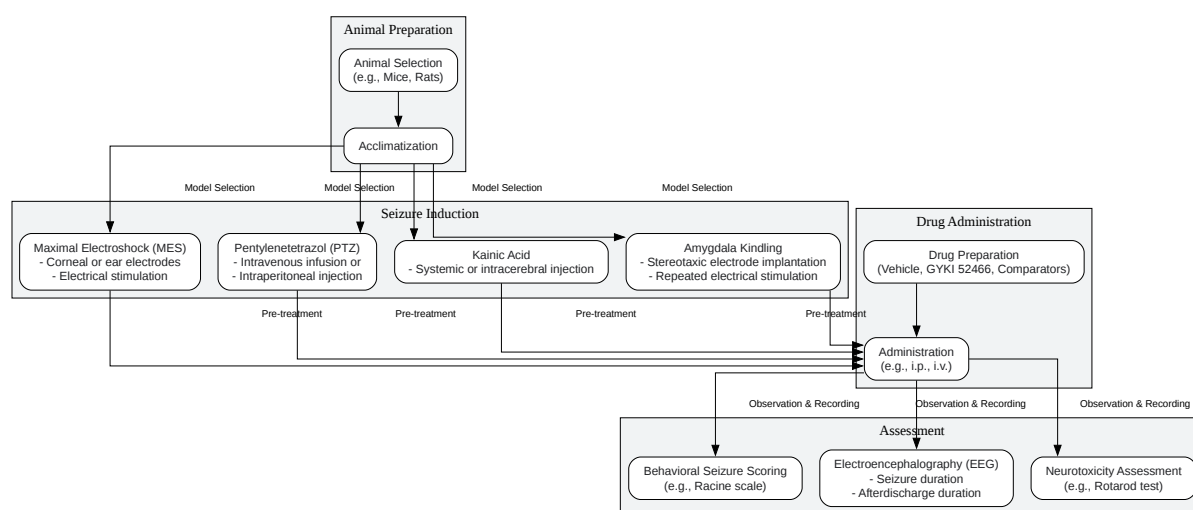 Animal Preparation
Animal Selection
(e.g., Mice, Rats)
Acclimatization
Model Selection
Model Selection
Model Selection
Model Selection
Seizure Induction
Maximal Electroshock (MES)
- Corneal or ear electrodes
- Electrical stimulation
Pentylenetetrazol (PTZ)
- Intravenous infusion or
- Intraperitoneal injection
Kainic Acid
- Systemic or intracerebral injection
Amygdala Kindling
- Stereotaxic electrode implantation
- Repeated electrical stimulation
Drug Administration
Drug Preparation
(Vehicle, GYKI 52466, Comparators)
Pre-treatment
Pre-treatment
Pre-treatment
Pre-treatment
Administration
(e.g., i.p., i.v.)
Observation & Recording
Observation & Recording
Observation & Recording
Assessment
Behavioral Seizure Scoring
(e.g., Racine scale)
Electroencephalography (EEG)
- Seizure duration
- Afterdischarge duration
Neurotoxicity Assessment
(e.g., Rotarod test)